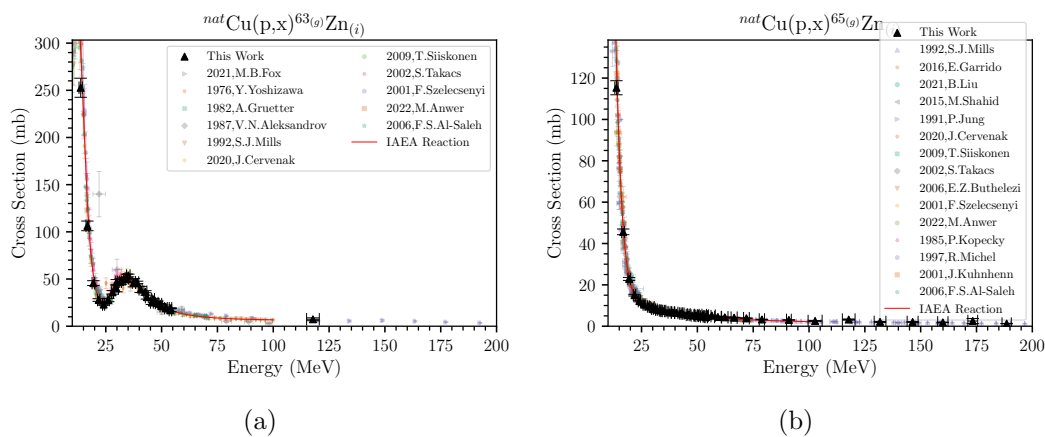 natCu(p,x)63(g)Zn(i)
300
250
200
150
100
50
0
Cross Section (mb)
This Work
2021,M.B.Fox
1976,Y.Yoshizawa
1982,A.Gruetter
1987,V.N.Aleksandrov
1992,S.J.Mills
2020,J.Cervenak
2009,T.Siiskonen
2002,S.Takacs
2001,F.Szelecsenyi
2022,M.Anwer
2006,F.S.Al-Saleh
IAEA Reaction
25 50 75 100 125 150 175 200
Energy (MeV)
(a)
natCu(p,x)65(g)Zn
120
100
80
60
40
20
0
Cross Section (mb)
This Work
1992,S.J.Mills
2016,E.Garrido
2021,B.Liu
2015,M.Shahid
1991,P.Jung
2020,J.Cervenak
2009,T.Siiskonen
2002,S.Takacs
2006,E.Z.Buthelezi
2001,F.Szelecsenyi
2022,M.Anwer
1985,P.Kopecky
1997,R.Michel
2001,J.Kuhnhenn
2006,F.S.Al-Saleh
IAEA Reaction
25 50 75 100 125 150 175 200
Energy (MeV)
(b)